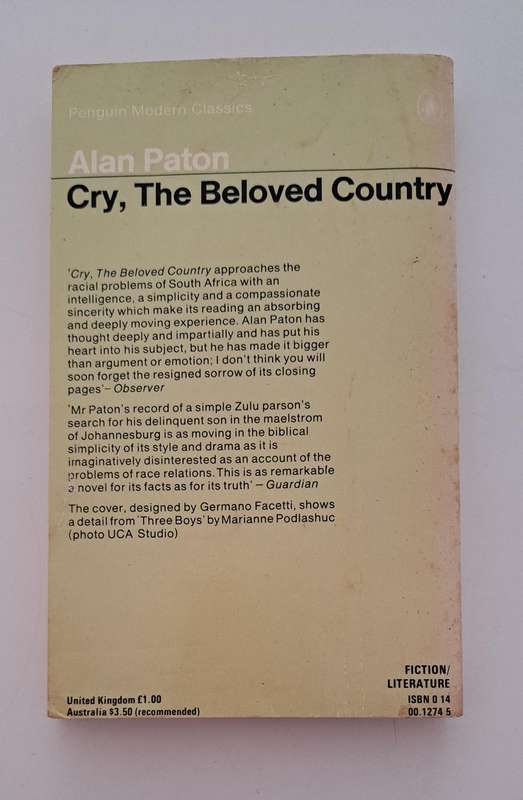 Penguin Modern Classics
Alan Paton
Cry, The Beloved Country
'Cry, The Beloved Country approaches the
racial problems of South Africa with an
intelligence, a simplicity and a compassionate
sincerity which make its reading an absorbing
and deeply moving experience. Alan Paton has
thought deeply and impartially and has put his
heart into his subject, but he has made it bigger
than argument or emotion; I don't think you will
soon forget the resigned sorrow of its closing
pages' – Observer
'Mr Paton's record of a simple Zulu parson's
search for his delinquent son in the maelstrom
of Johannesburg is as moving in the biblical
simplicity of its style and drama as it is
imaginatively disinterested as an account of the
problems of race relations. This is as remarkable
a novel for its facts as for its truth' – Guardian
The cover, designed by Germano Facetti, shows
a detail from 'Three Boys' by Marianne Podlashuc
(photo UCA Studio)
FICTION/
LITERATURE
United Kingdom £1.00
Australia $3.50 (recommended)
ISBN 0 14
00.1274 5